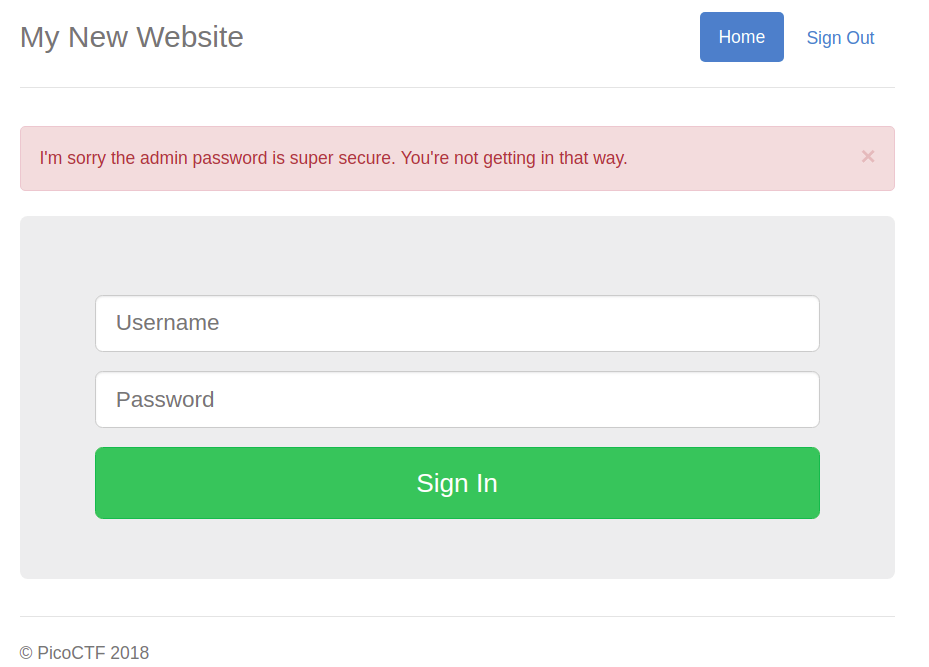 My New Website
Home
Sign Out
I'm sorry the admin password is super secure. You're not getting in that way.
×
Username
Password
Sign In
© PicoCTF 2018